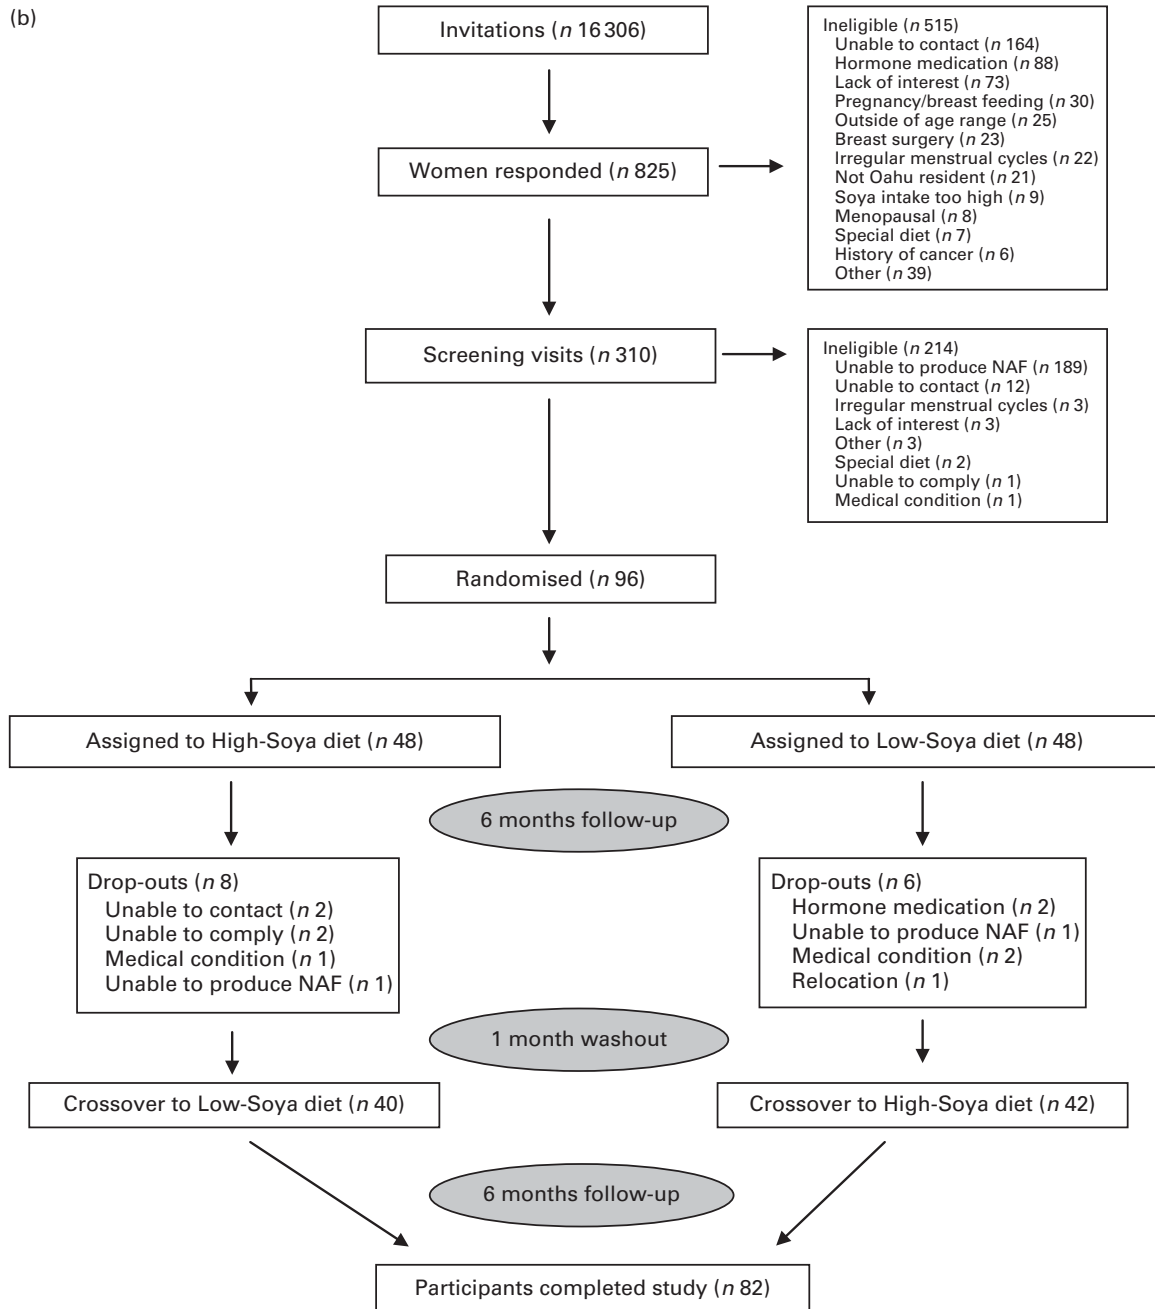 (b)
Invitations (n 16 306)
Ineligible (n 515)
Unable to contact (n 164)
Hormone medication (n 88)
Lack of interest (n 73)
Pregnancy/breast feeding (n 30)
Outside of age range (n 25)
Breast surgery (n 23)
Irregular menstrual cycles (n 22)
Not Oahu resident (n 21)
Soya intake too high (n 9)
Menopausal (n 8)
Special diet (n 7)
History of cancer (n 6)
Other (n 39)
Women responded (n 825)
Screening visits (n 310)
Ineligible (n 214)
Unable to produce NAF (n 189)
Unable to contact (n 12)
Irregular menstrual cycles (n 3)
Lack of interest (n 3)
Other (n 3)
Special diet (n 2)
Unable to comply (n 1)
Medical condition (n 1)
Randomised (n 96)
Assigned to High-Soya diet (n 48)
Assigned to Low-Soya diet (n 48)
6 months follow-up
Drop-outs (n 8)
Unable to contact (n 2)
Unable to comply (n 2)
Medical condition (n 1)
Unable to produce NAF (n 1)
Drop-outs (n 6)
Hormone medication (n 2)
Unable to produce NAF (n 1)
Medical condition (n 2)
Relocation (n 1)
1 month washout
Crossover to Low-Soya diet (n 40)
Crossover to High-Soya diet (n 42)
6 months follow-up
Participants completed study (n 82)